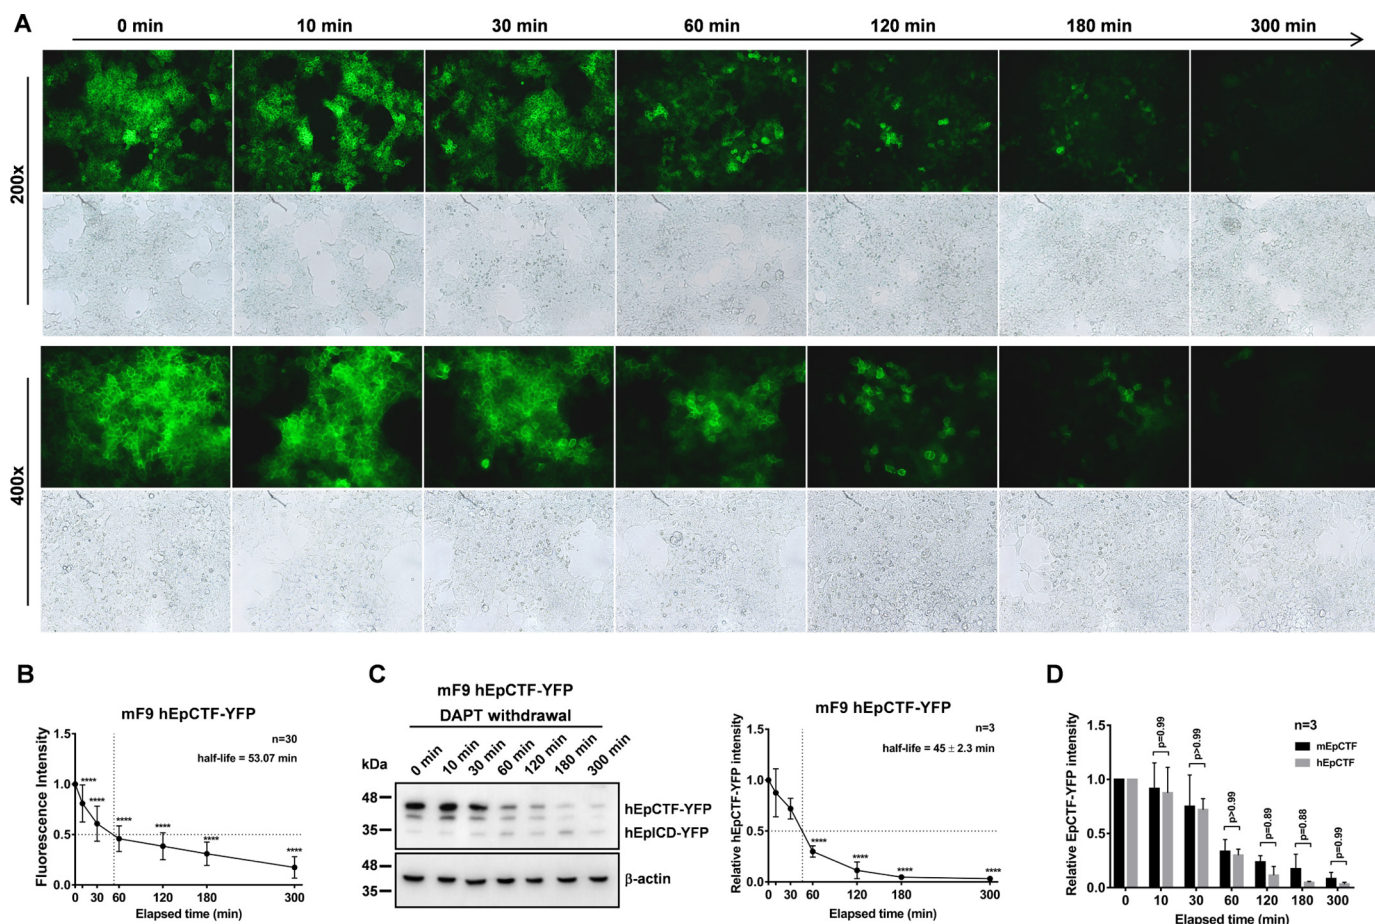 A
0 min 10 min 30 min 60 min 120 min 180 min 300 min
200x
400x
B
mF9 hEpCTF-YFP
n=30
half-life = 53.07 min
Fluorescence Intensity
1.5
1.0
0.5
0.0
**** **** **** **** **** ****
0 30 60 120 180 300
Elapsed time (min)
C
mF9 hEpCTF-YFP
DAPT withdrawal
0 min 10 min 30 min 60 min 120 min 180 min 300 min
kDa
48
35
hEpCTF-YFP
hEpICD-YFP
48
35
β-actin
mF9 hEpCTF-YFP
n=3
half-life = 45 ± 2.3 min
Relative hEpCTF-YFP intensity
1.5
1.0
0.5
0.0
**** **** **** ****
0 30 60 120 180 300
Elapsed time (min)
D
n=3
mEpCTF
hEpCTF
Relative EpCTF-YFP intensity
1.5
1.0
0.5
0.0
p=0.99 p>0.99 p>0.99 p=0.89 p=0.88 p=0.99
0 10 30 60 120 180 300
Elapsed time (min)